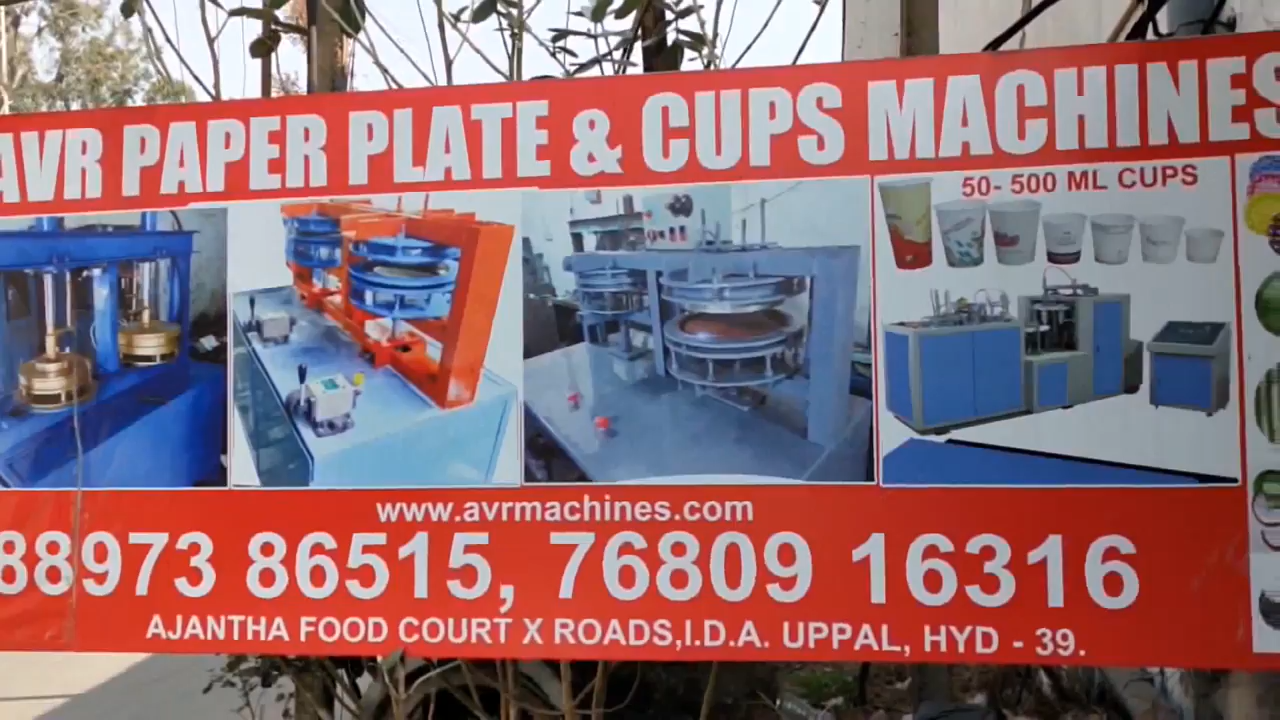 AVR PAPER PLATE & CUPS MACHINES
50- 500 ML CUPS
www.avrmachines.com
88973 86515, 76809 16316
AJANTHA FOOD COURT X ROADS,I.D.A. UPPAL, HYD - 39.